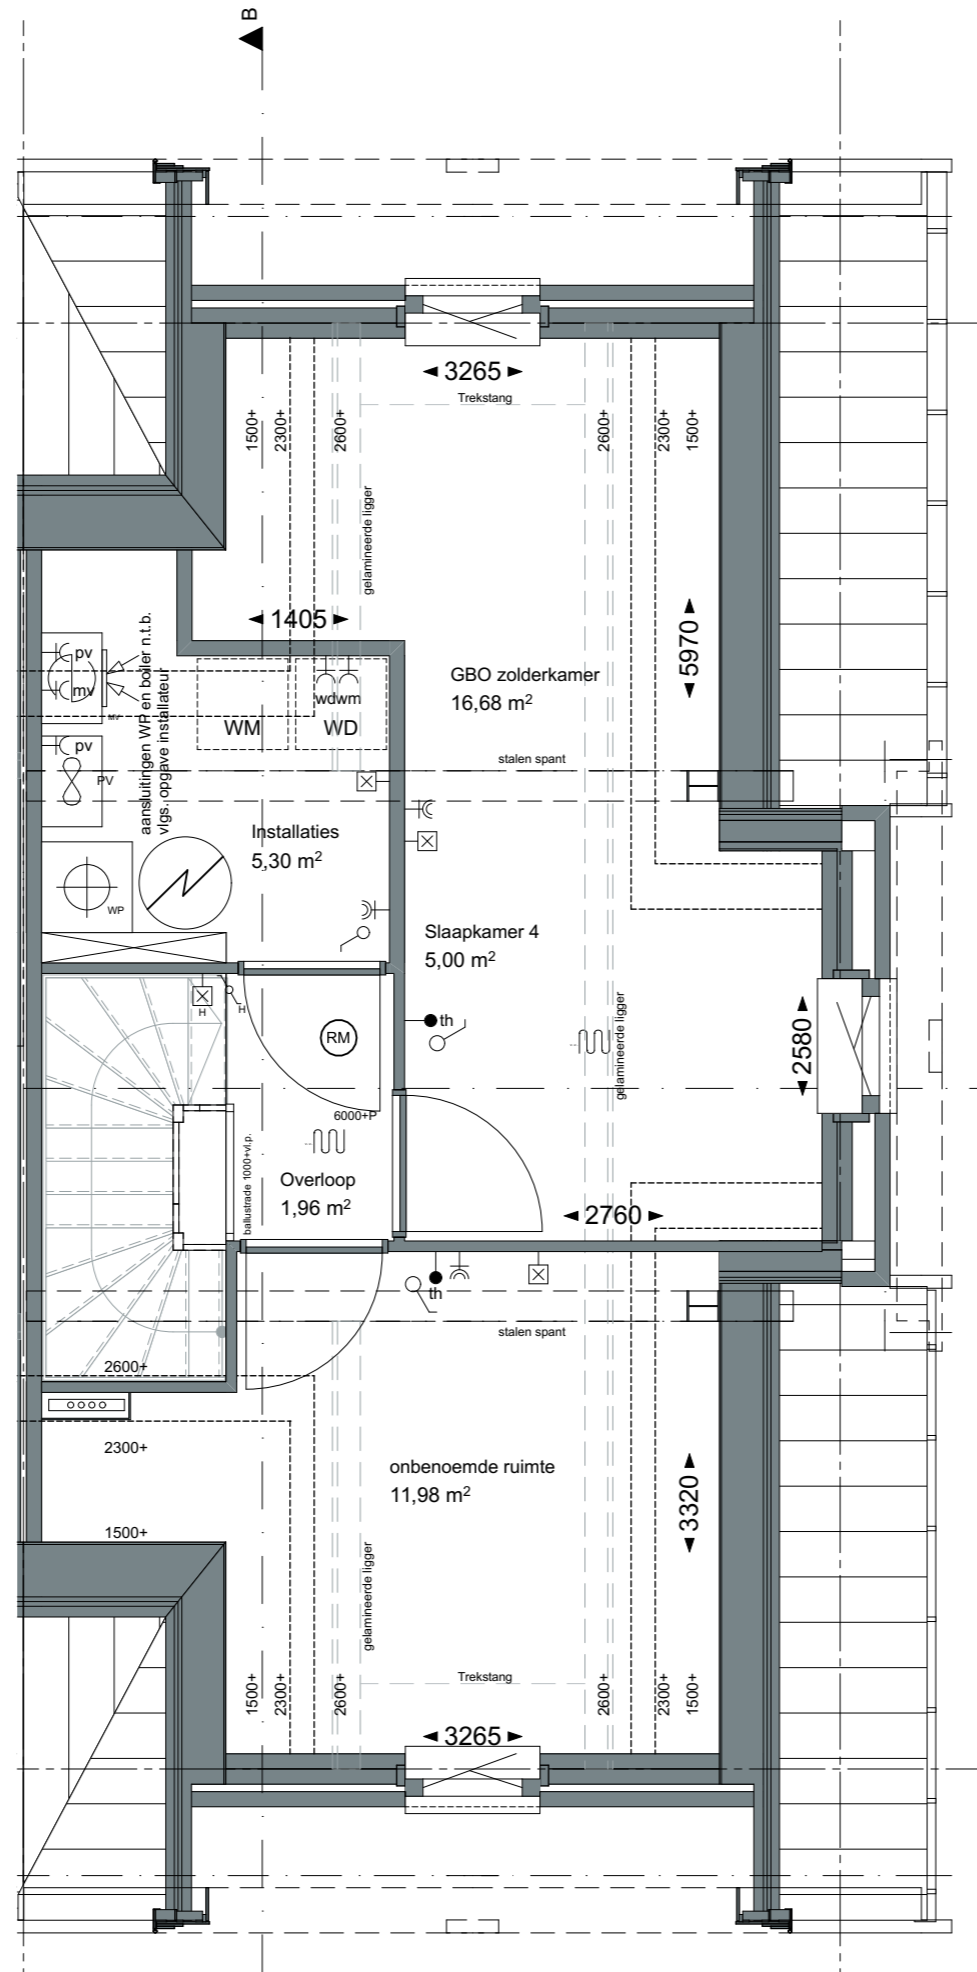 B
3265
Trekstang
1500+
2300+
2600+
2600+
2300+
1500+
gelamineerde ligger
1405
5970
GBO zolderkamer
16,68 m²
pv
mv
MV
pv
PV
aansluitingen WP en boiler n.t.b.
vlgs. opgave installateur
wdwm
WM
WD
stalen spant
Installaties
5,30 m²
WP
Slaapkamer 4
5,00 m²
H
H
RM
th
gelamineerde ligger
2580
6000+P
ballustrade 1000+vl.p.
Overloop
1,96 m²
2760
th
stalen spant
2600+
2300+
1500+
onbenoemde ruimte
11,98 m²
3320
gelamineerde ligger
1500+
2300+
2600+
Trekstang
2600+
2300+
1500+
3265